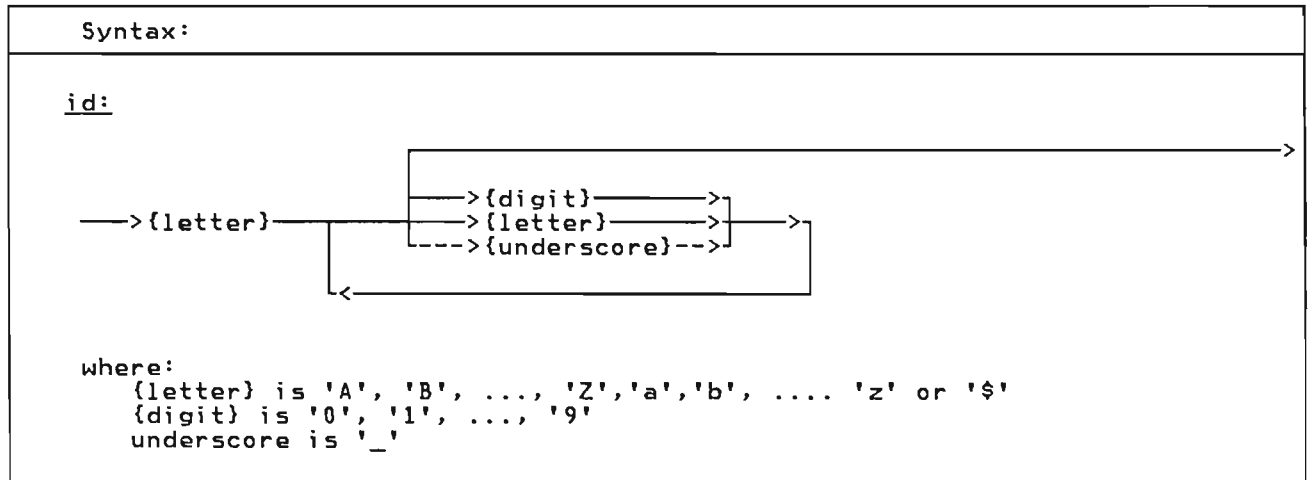 Syntax:
id:
{digit}
{letter} {letter}
{underscore}
where:
{letter} is 'A', 'B', ..., 'Z','a','b', .... 'z' or '$'
{digit} is '0', '1', ..., '9'
underscore is '_'